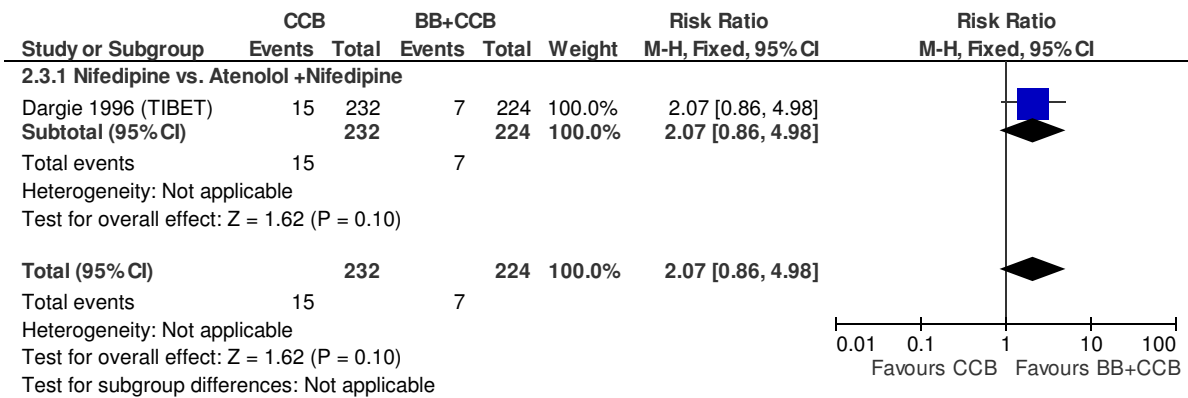 CCB BB+CCB Risk Ratio Risk Ratio
Study or Subgroup Events Total Events Total Weight M-H, Fixed, 95% CI M-H, Fixed, 95% CI
2.3.1 Nifedipine vs. Atenolol +Nifedipine
Dargie 1996 (TIBET) 15 232 7 224 100.0% 2.07 [0.86, 4.98]
Subtotal (95% CI) 232 224 100.0% 2.07 [0.86, 4.98]
Total events 15 7
Heterogeneity: Not applicable
Test for overall effect: Z = 1.62 (P = 0.10)
Total (95% CI) 232 224 100.0% 2.07 [0.86, 4.98]
Total events 15 7
Heterogeneity: Not applicable
Test for overall effect: Z = 1.62 (P = 0.10)
Test for subgroup differences: Not applicable
0.01 0.1 1 10 100
Favours CCB Favours BB+CCB